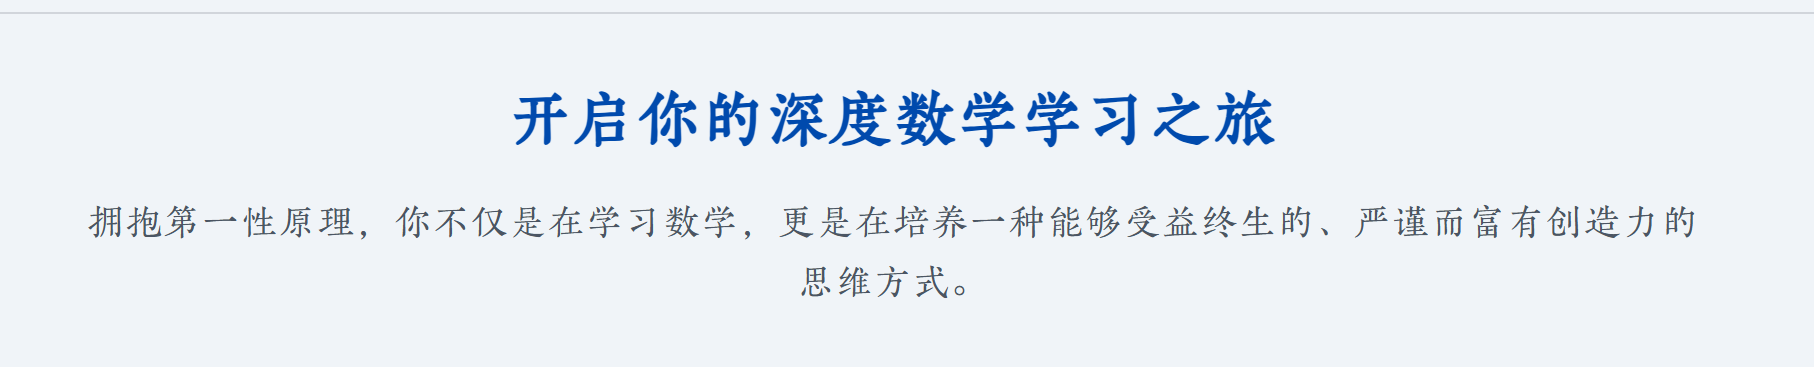 开启你的深度数学学习之旅
拥抱第一性原理，你不仅是在学习数学，更是在培养一种能够受益终生的、严谨而富有创造力的
思维方式。